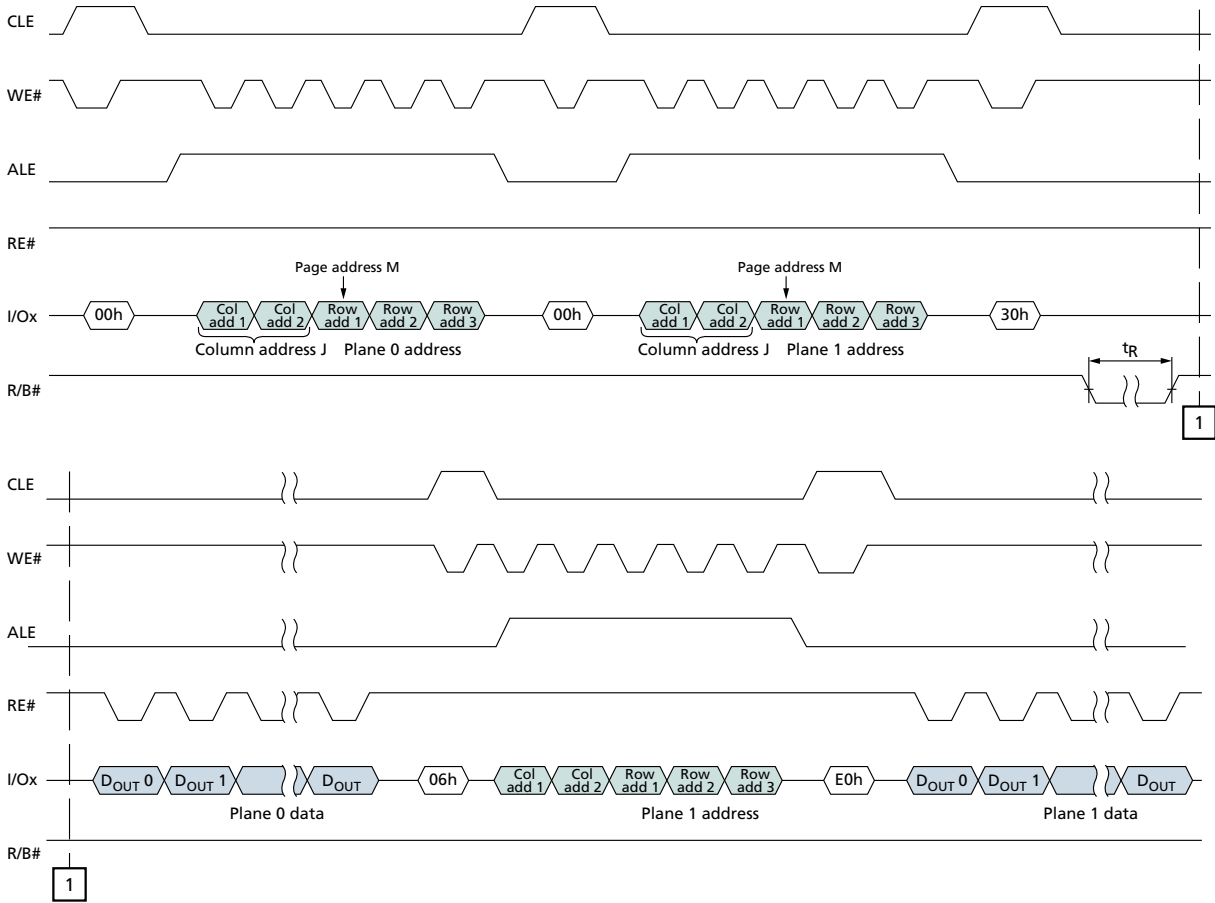 CLE
WE#
ALE
RE#
Page address M
Page address M
I/Ox
00h
Col add 1
Col add 2
Row add 1
Row add 2
Row add 3
00h
Col add 1
Col add 2
Row add 1
Row add 2
Row add 3
30h
Column address J
Plane 0 address
Column address J
Plane 1 address
tR
R/B#
1
CLE
WE#
ALE
RE#
I/Ox
DOUT 0
DOUT 1
DOUT
06h
Col add 1
Col add 2
Row add 1
Row add 2
Row add 3
E0h
DOUT 0
DOUT 1
DOUT
Plane 0 data
Plane 1 address
Plane 1 data
R/B#
1